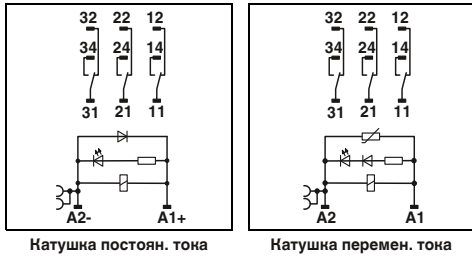 32 22 12 32 22 12
34 24 14 34 24 14
31 21 11 31 21 11
A2- A1+ A2 A1
Катушка постоян. тока Катушка перемен. тока